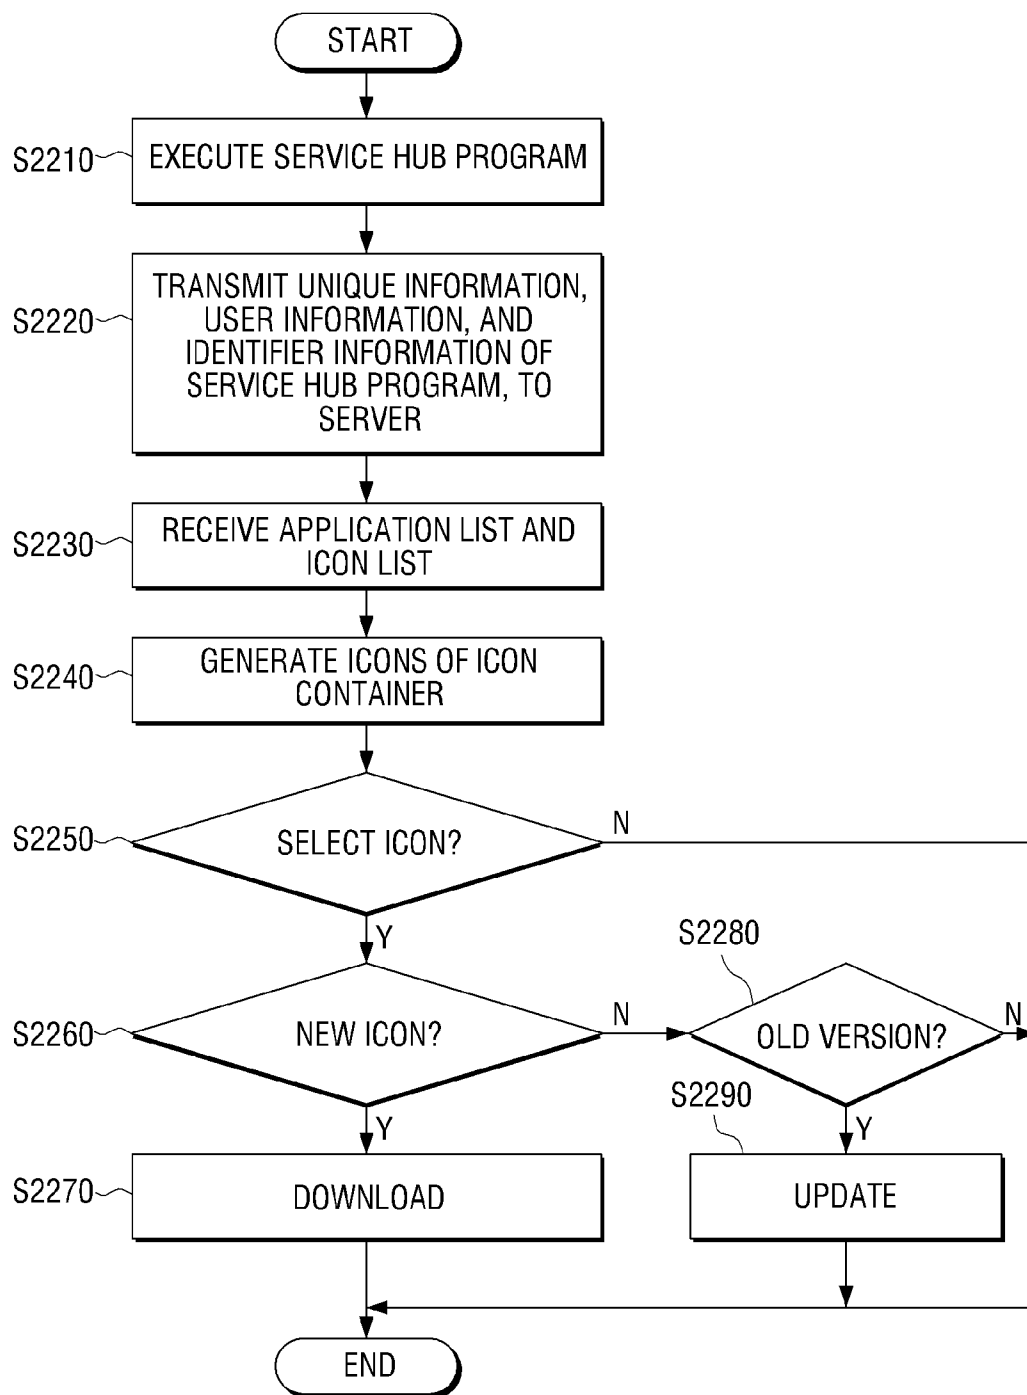 START
S2210
EXECUTE SERVICE HUB PROGRAM
S2220
TRANSMIT UNIQUE INFORMATION,
USER INFORMATION, AND
IDENTIFIER INFORMATION OF
SERVICE HUB PROGRAM, TO
SERVER
S2230
RECEIVE APPLICATION LIST AND
ICON LIST
S2240
GENERATE ICONS OF ICON
CONTAINER
S2250
SELECT ICON?
N
Y
S2280
S2260
NEW ICON?
N
OLD VERSION?
N
Y
S2290
Y
S2270
DOWNLOAD
UPDATE
END